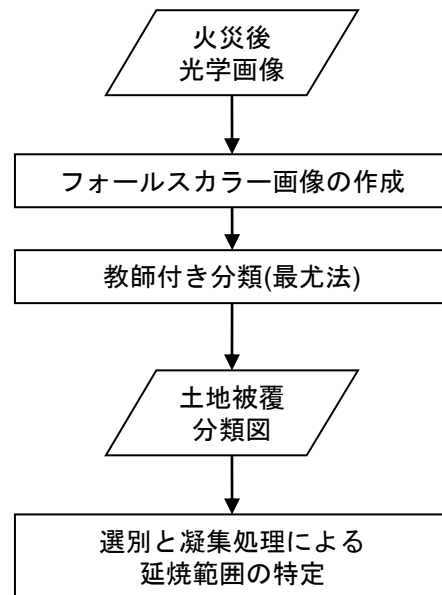 火災後
光学画像
フォールスカラー画像の作成
教師付き分類(最尤法)
土地被覆
分類図
選別と凝集処理による
延焼範囲の特定